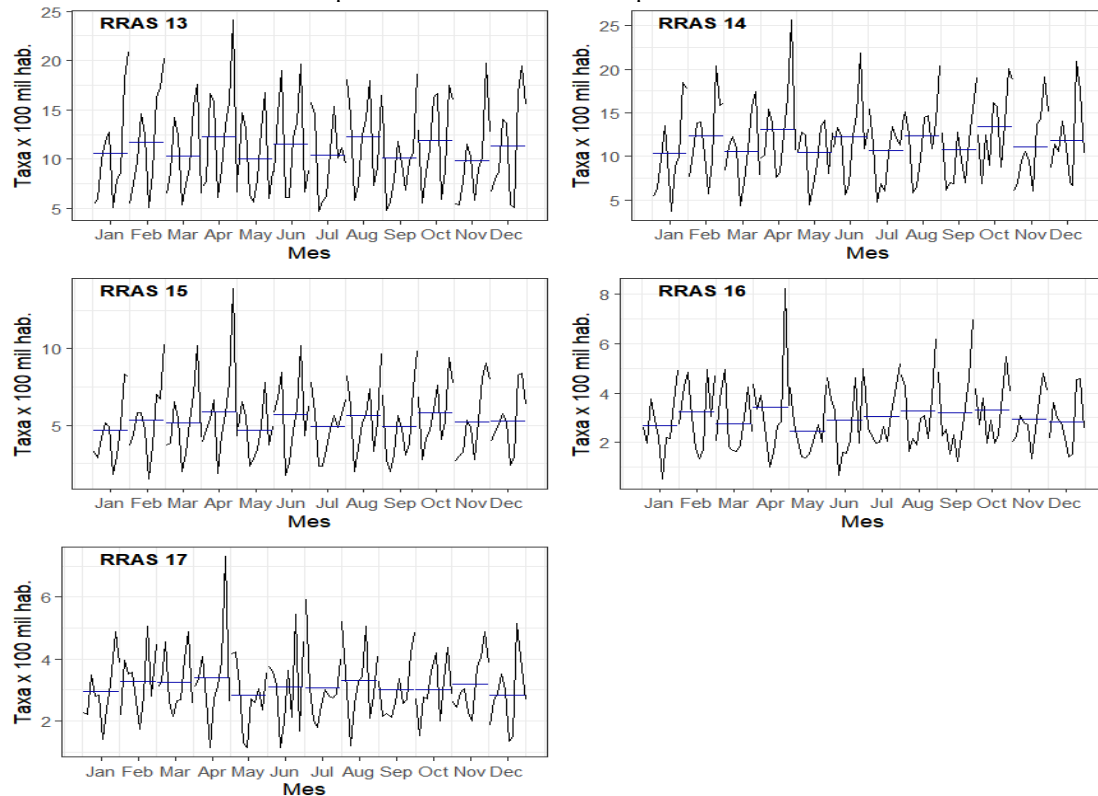 RRAS 13
25
20
15
10
5
Taxa x 100 mil hab.
Jan Feb Mar Apr May Jun Jul Aug Sep Oct Nov Dec
Mes
RRAS 14
25
20
15
10
5
Taxa x 100 mil hab.
Jan Feb Mar Apr May Jun Jul Aug Sep Oct Nov Dec
Mes
RRAS 15
10
5
Taxa x 100 mil hab.
Jan Feb Mar Apr May Jun Jul Aug Sep Oct Nov Dec
Mes
RRAS 16
8
6
4
2
Taxa x 100 mil hab.
Jan Feb Mar Apr May Jun Jul Aug Sep Oct Nov Dec
Mes
RRAS 17
6
4
2
Taxa x 100 mil hab.
Jan Feb Mar Apr May Jun Jul Aug Sep Oct Nov Dec
Mes